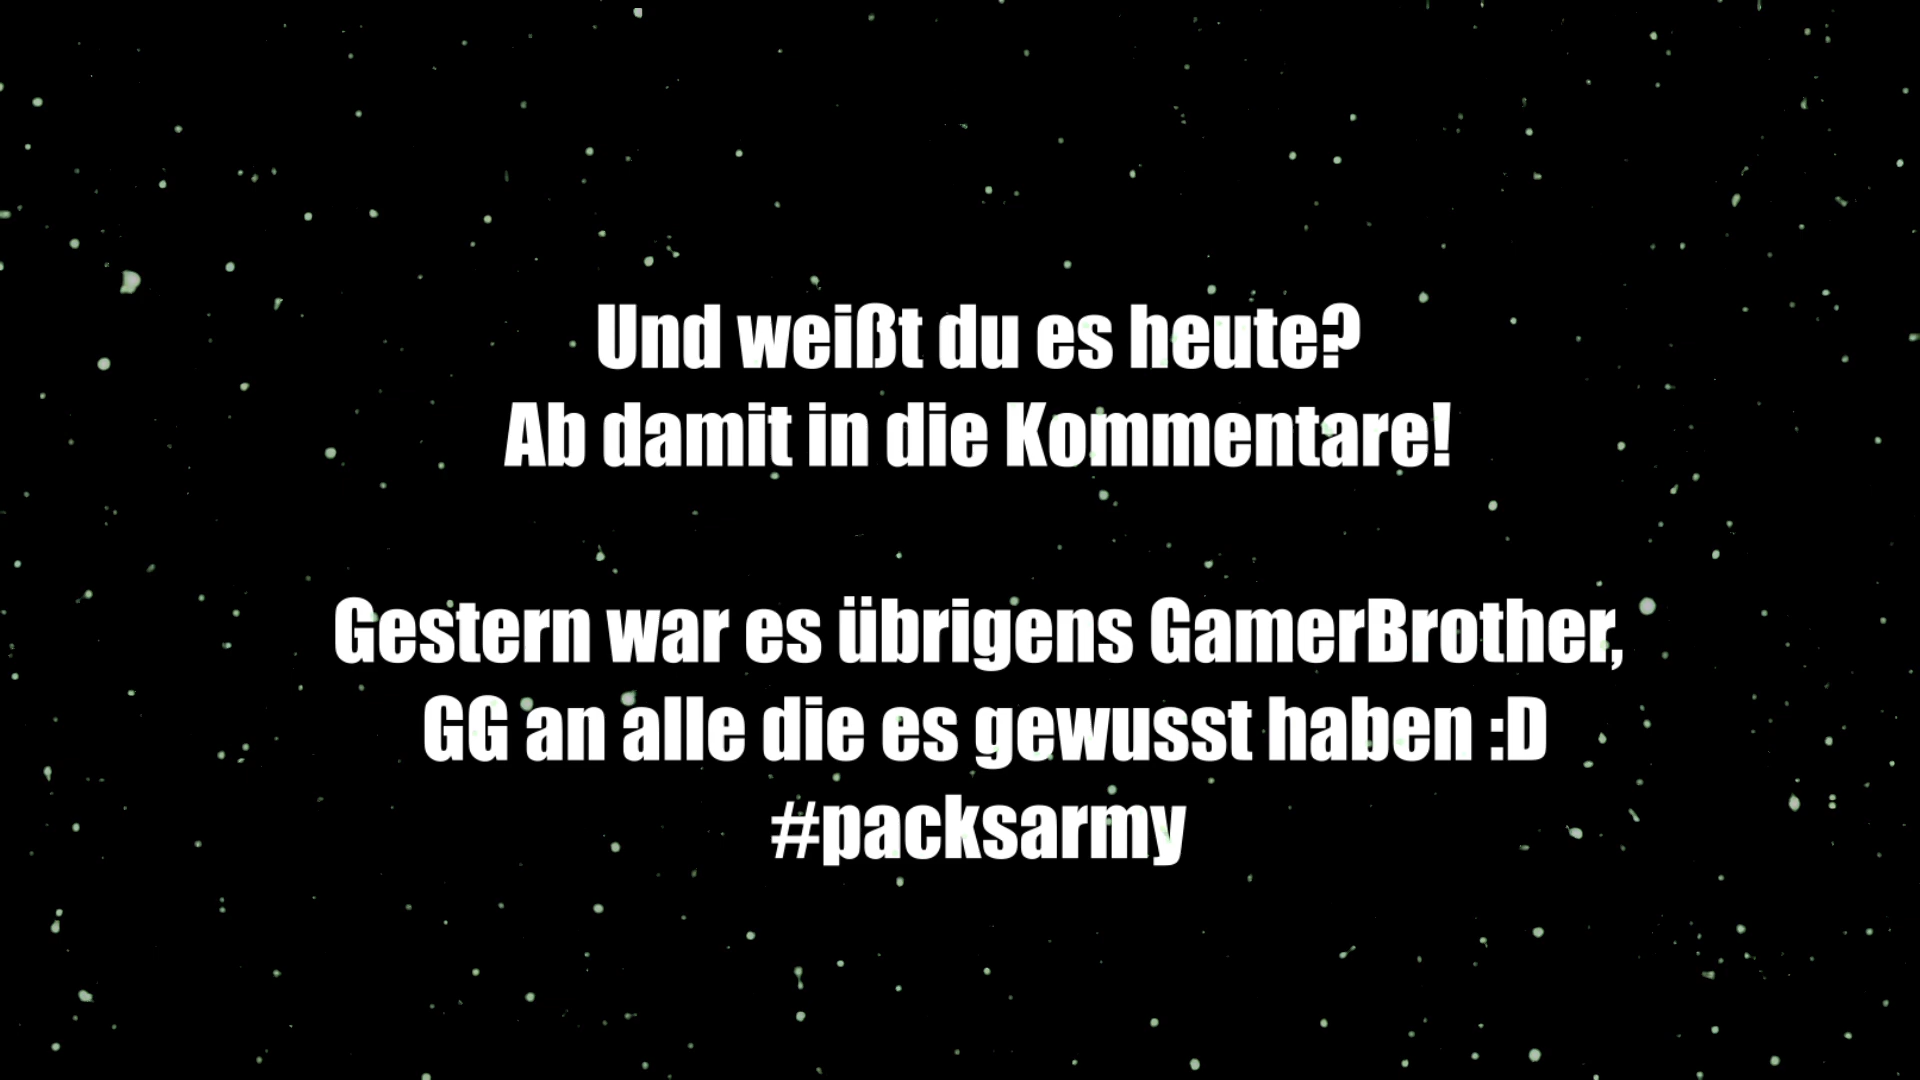 Und weißt du es heute?
Ab damit in die Kommentare!
Gestern war es übrigens GamerBrother,
GG an alle die es gewusst haben :D
#packsarmy